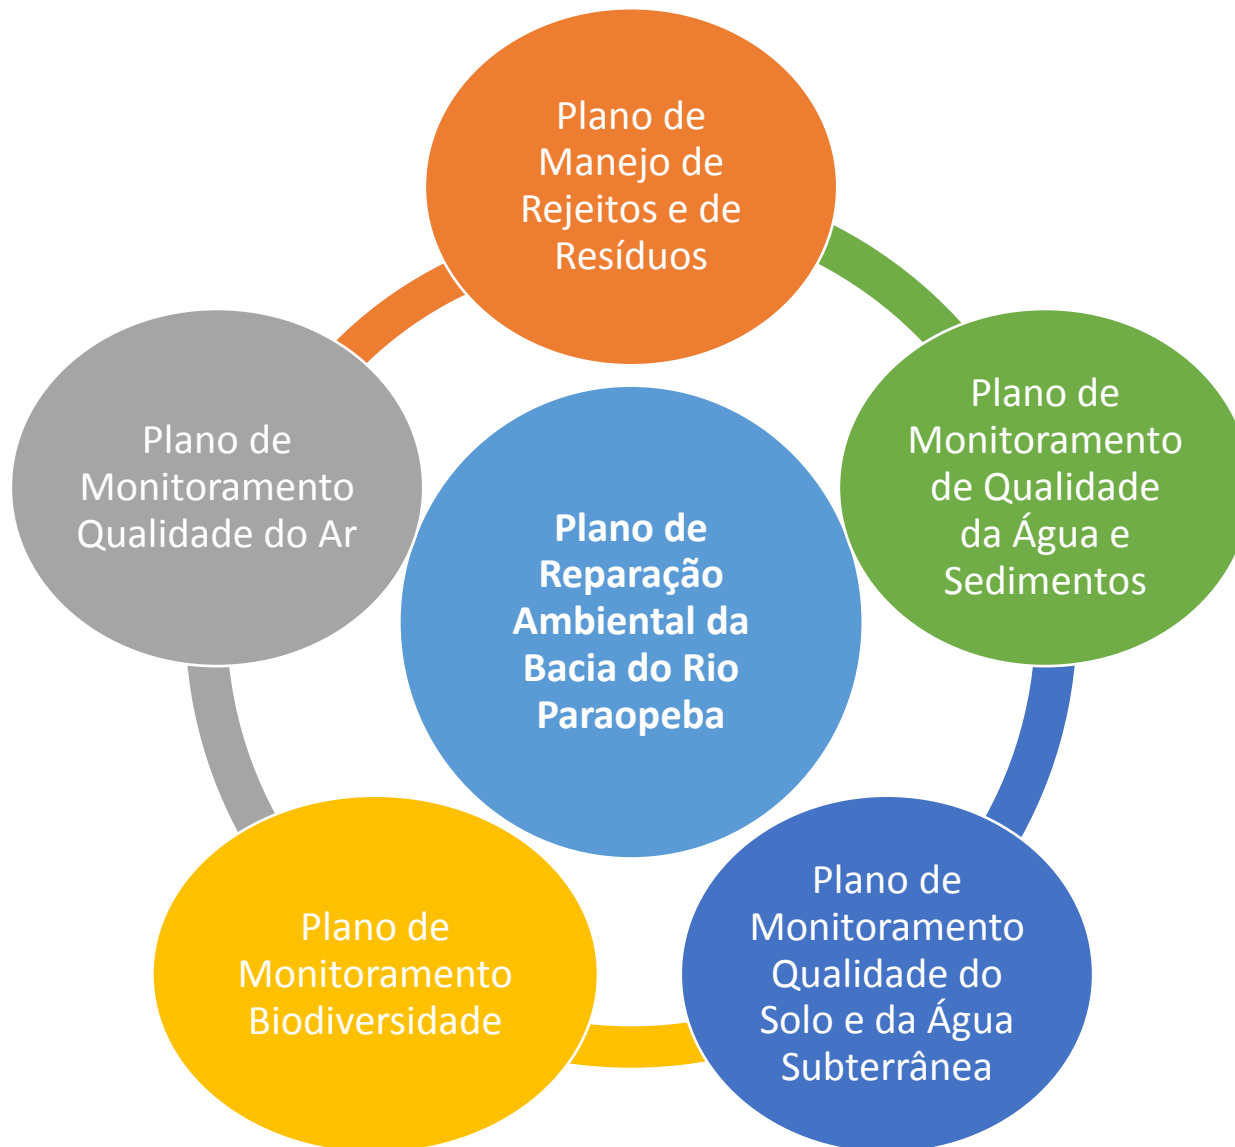 Plano de
Manejo de
Rejeitos e de
Resíduos
Plano de
Monitoramento
de Qualidade
da Água e
Sedimentos
Plano de
Monitoramento
Qualidade do
Solo e da Água
Subterrânea
Plano de
Monitoramento
Biodiversidade
Plano de
Monitoramento
Qualidade do Ar
Plano de
Reparação
Ambiental da
Bacia do Rio
Paraopeba